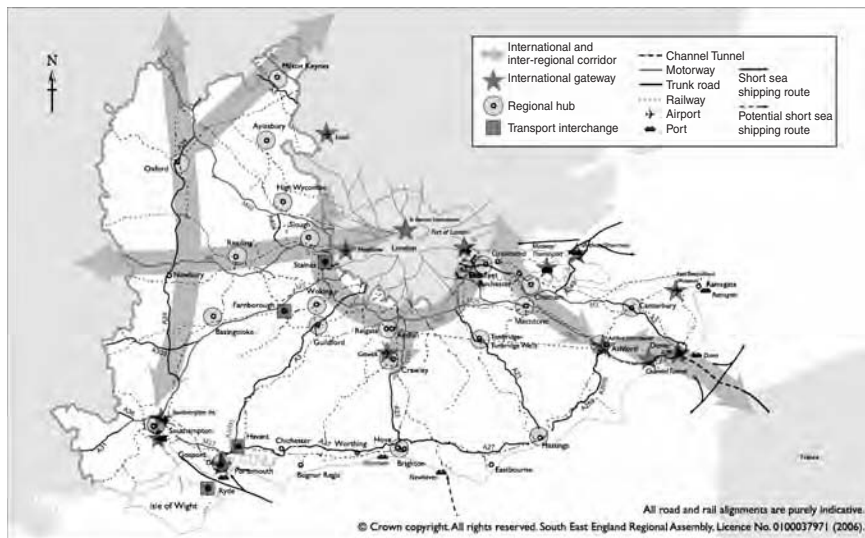 N
International and
inter-regional corridor
International gateway
Regional hub
Transport interchange
Channel Tunnel
Motorway
Trunk road
Railway
Airport
Port
Short sea
shipping route
Potential short sea
shipping route
Milton Keynes
Aylesbury
Oxford
High Wycombe
Slough
Reading
Heathrow
London
Port of London
Staines
Newbury
Farnborough
Woking
Basingstoke
Guildford
Reigate
Gatwick
Crawley
Maidstone
Tonbridge
Tunbridge Wells
Canterbury
Ramsgate
Ashford
Dover
Channel Tunnel
Southampton
Gosport
Havant
Portsmouth
Ryde
Isle of Wight
Chichester
Bognor Regis
Worthing
Hove
Brighton
Newhaven
Eastbourne
Hastings
A27
A27
France
All road and rail alignments are purely indicative.
© Crown copyright. All rights reserved. South East England Regional Assembly, Licence No. 0100037971 (2006).